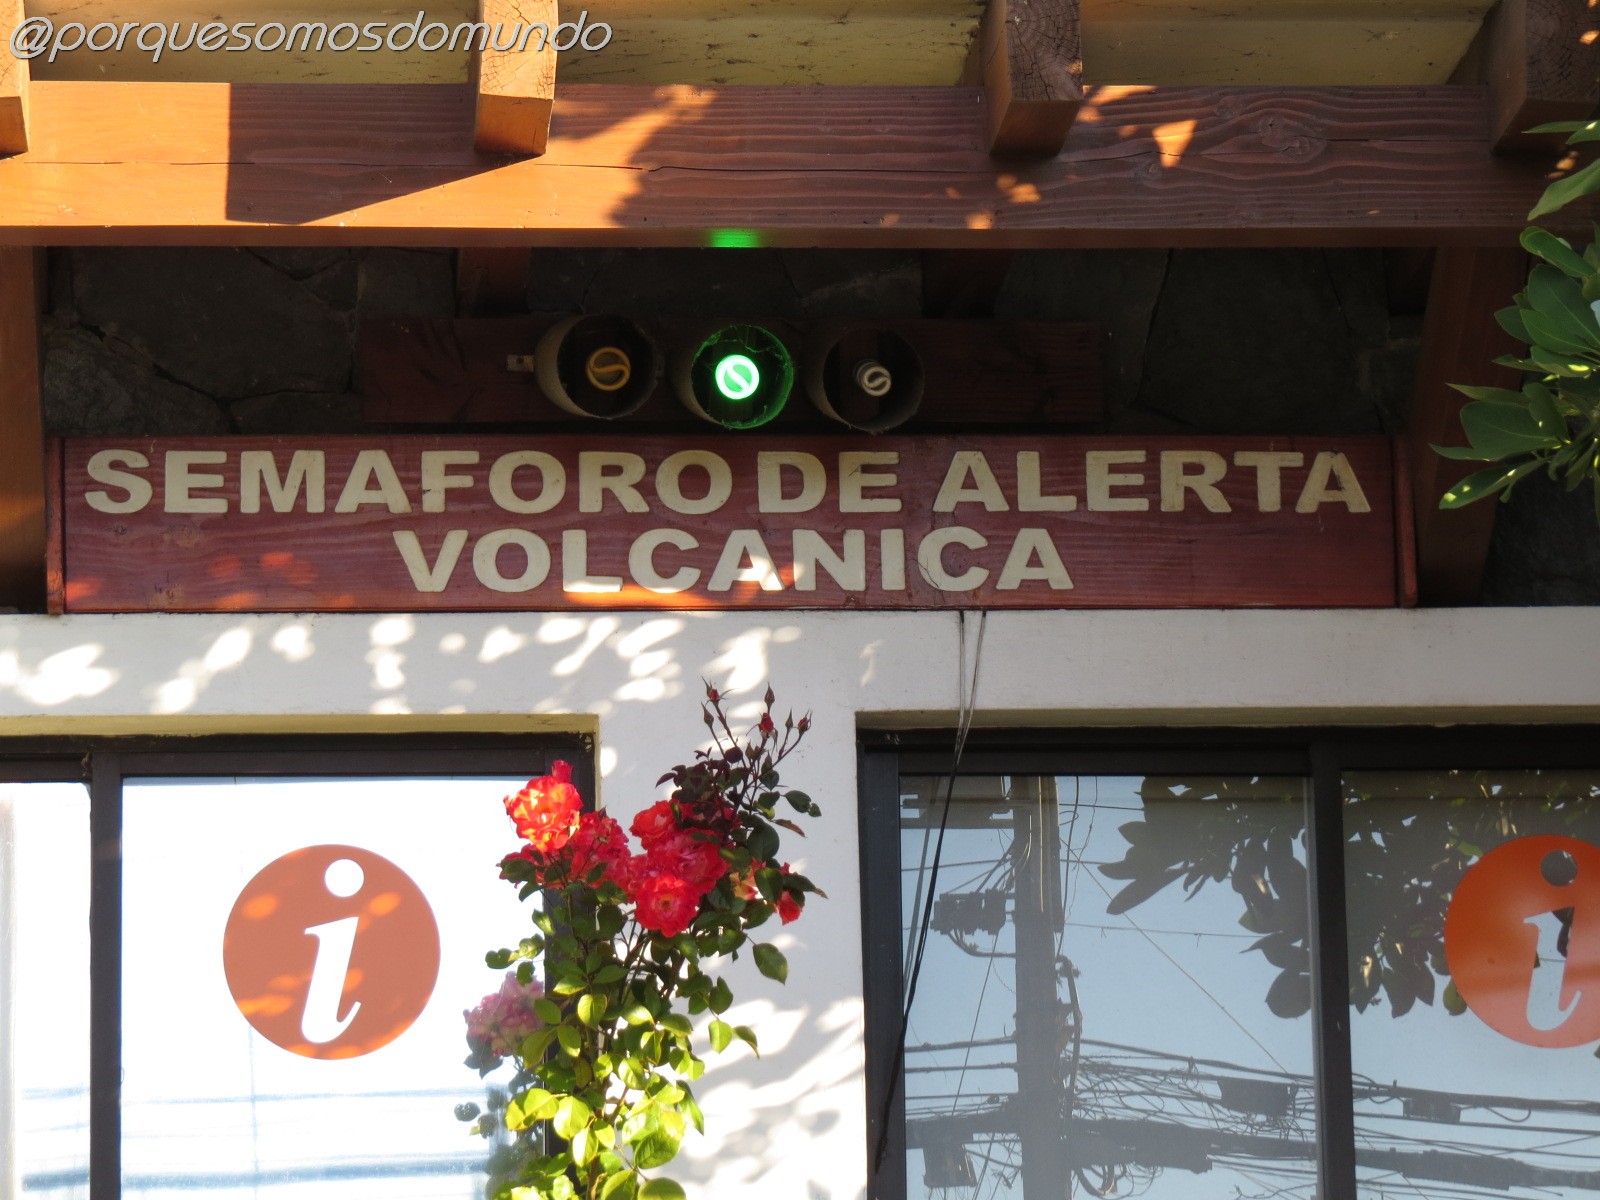 @porquesomosdomundo
SEMAFORO DE ALERTA
VOLCANICA
i
i